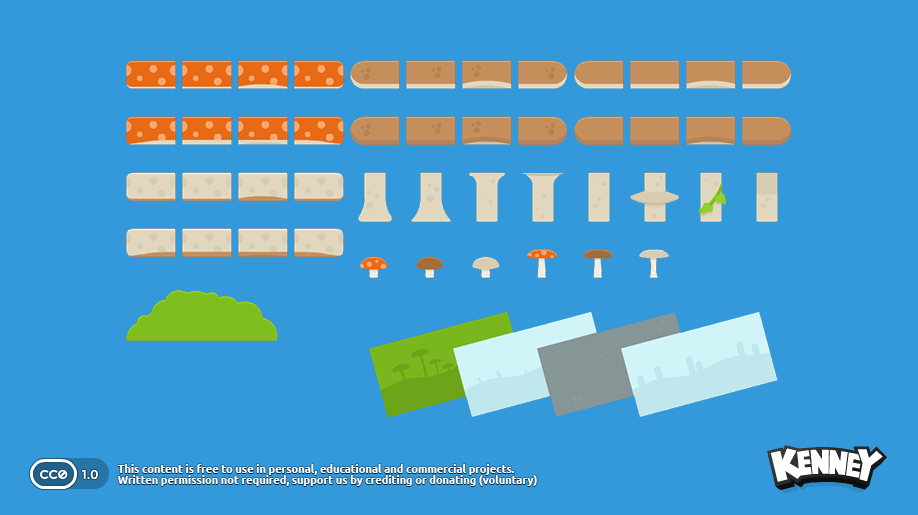 CC0 1.0
This content is free to use in personal, educational and commercial projects.
Written permission not required, support us by crediting or donating (voluntary)
KENNEY